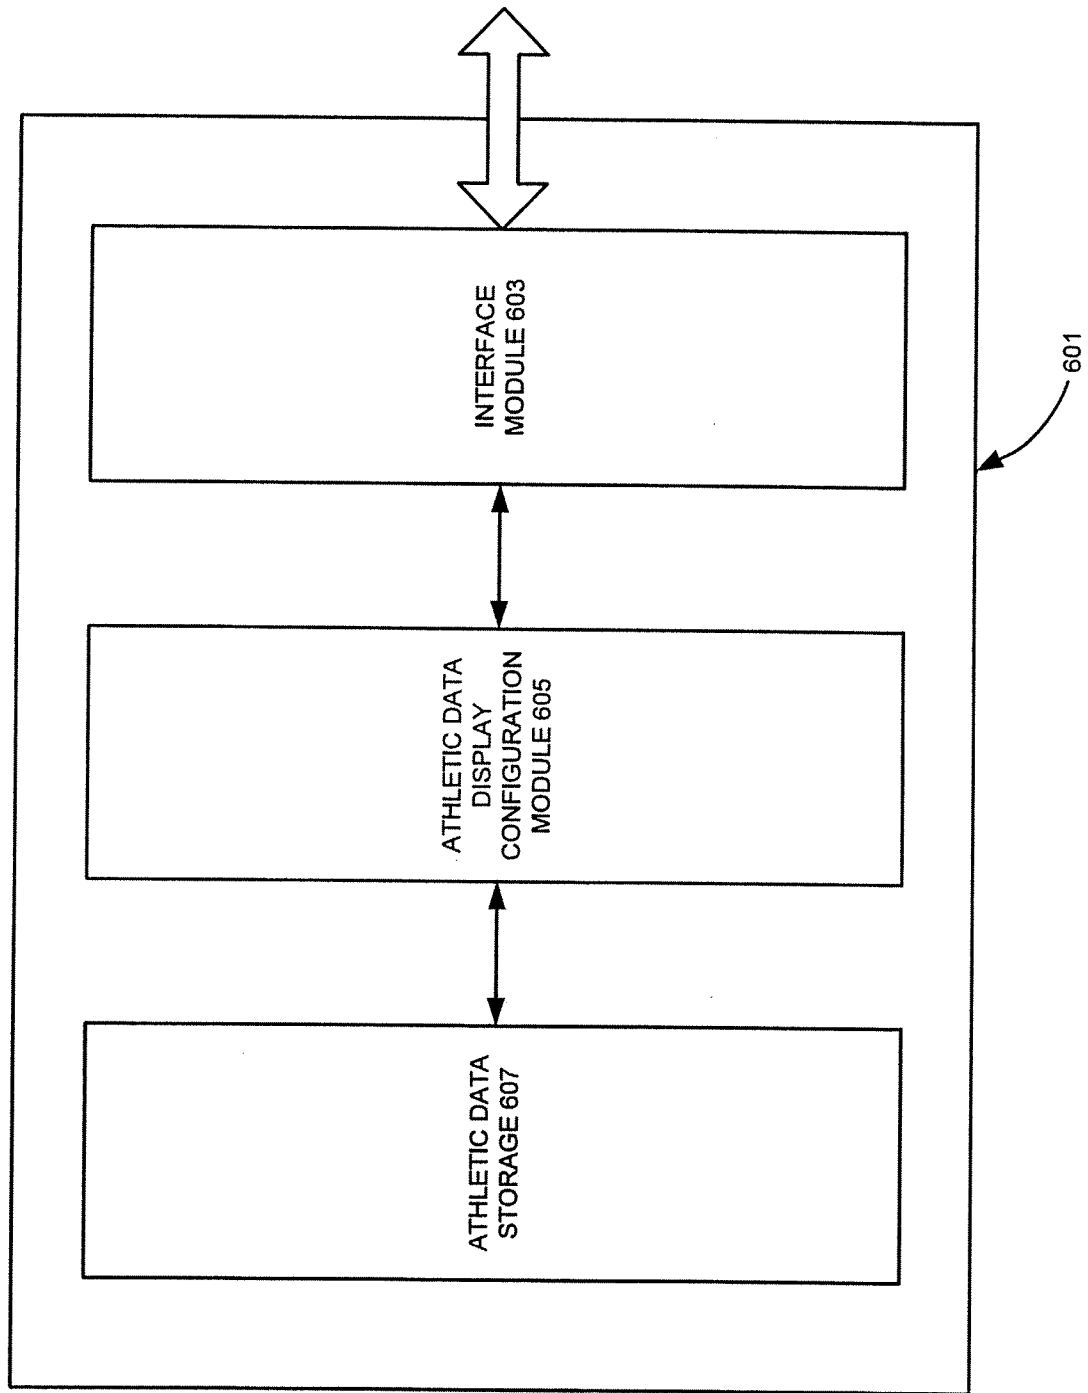 ATHLETIC DATA
STORAGE 607
ATHLETIC DATA
DISPLAY
CONFIGURATION
MODULE 605
INTERFACE
MODULE 603
601